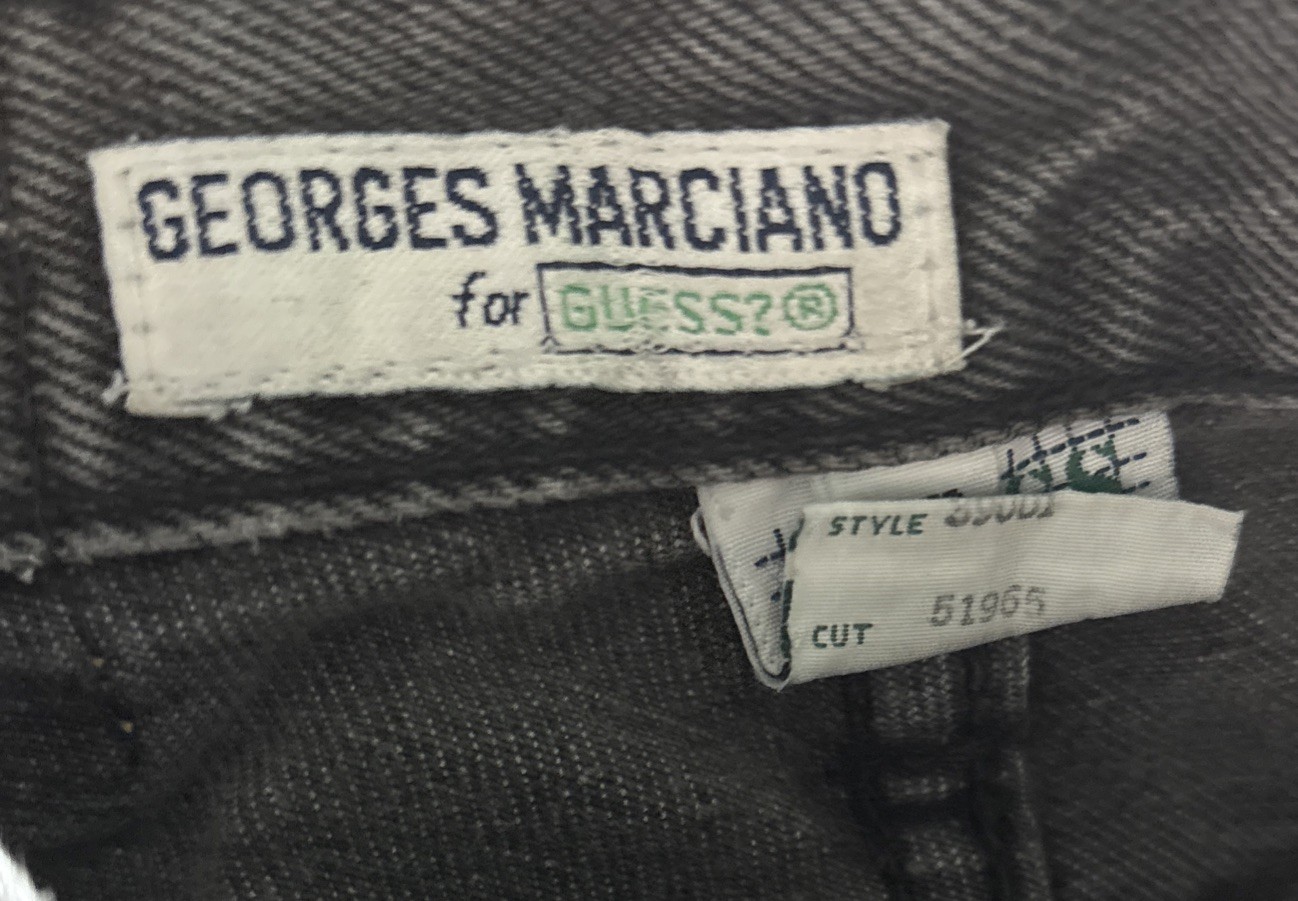 GEORGES MARCIANO
for GUESS?®
STYLE
CUT 51965